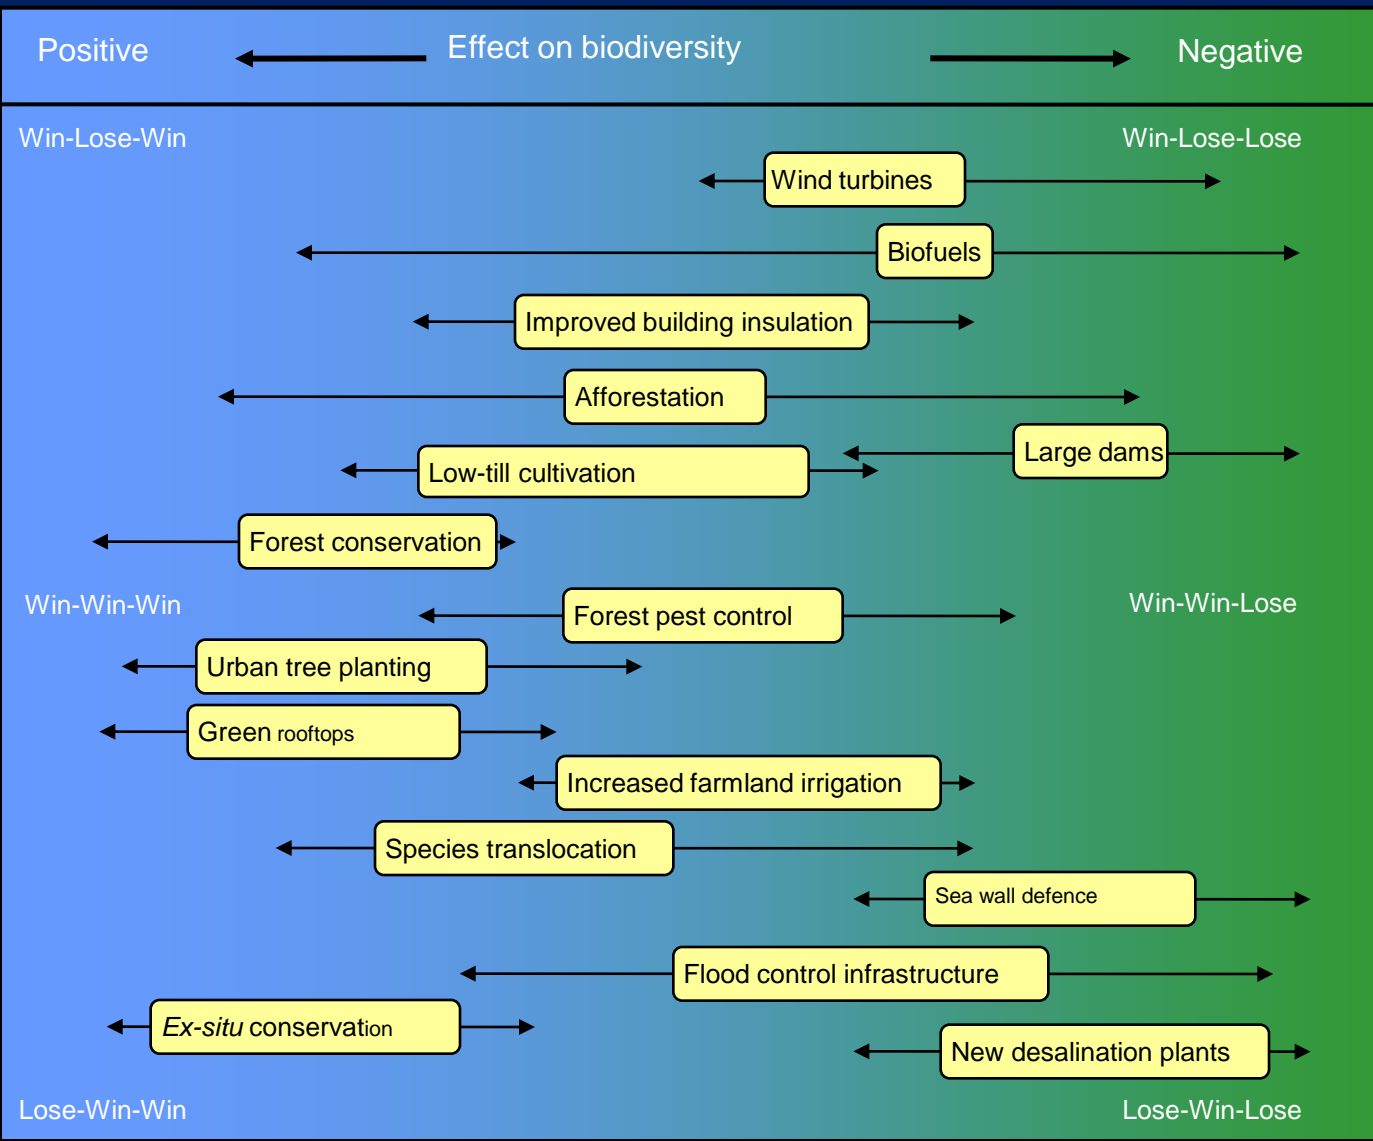 Positive
Effect on biodiversity
Negative
Win-Lose-Win
Win-Lose-Lose
Wind turbines
Biofuels
Improved building insulation
Afforestation
Large dams
Low-till cultivation
Forest conservation
Win-Win-Win
Win-Win-Lose
Forest pest control
Urban tree planting
Green rooftops
Increased farmland irrigation
Species translocation
Sea wall defence
Flood control infrastructure
Ex-situ conservation
New desalination plants
Lose-Win-Win
Lose-Win-Lose